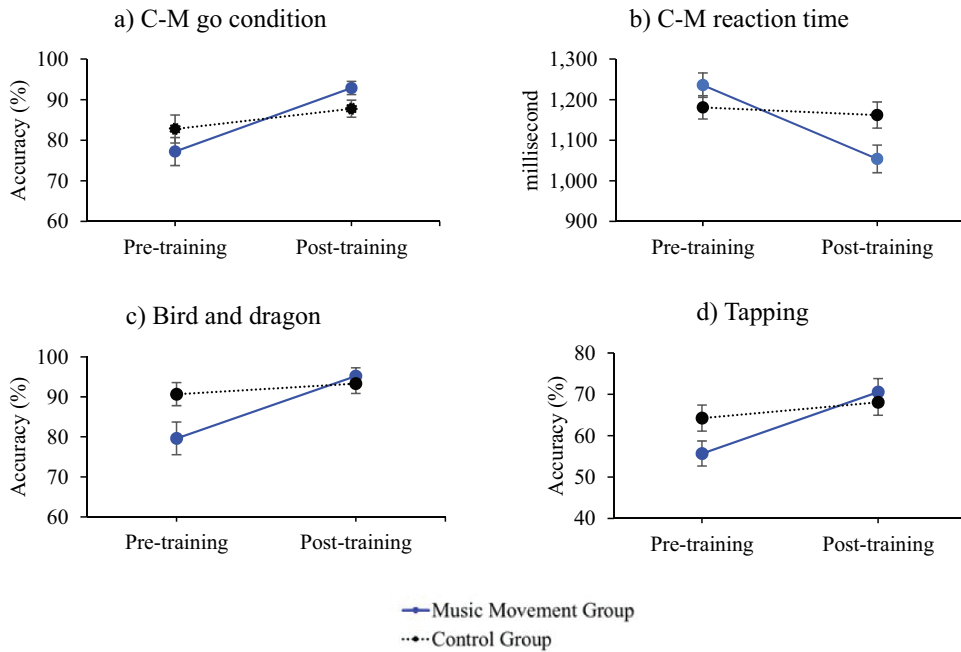 a) C-M go condition
100
90
80
70
60
Accuracy (%)
Pre-training Post-training
b) C-M reaction time
1,300
1,200
1,100
1,000
900
millisecond
Pre-training Post-training
c) Bird and dragon
100
90
80
70
60
Accuracy (%)
Pre-training Post-training
d) Tapping
80
70
60
50
40
Accuracy (%)
Pre-training Post-training
Music Movement Group
Control Group